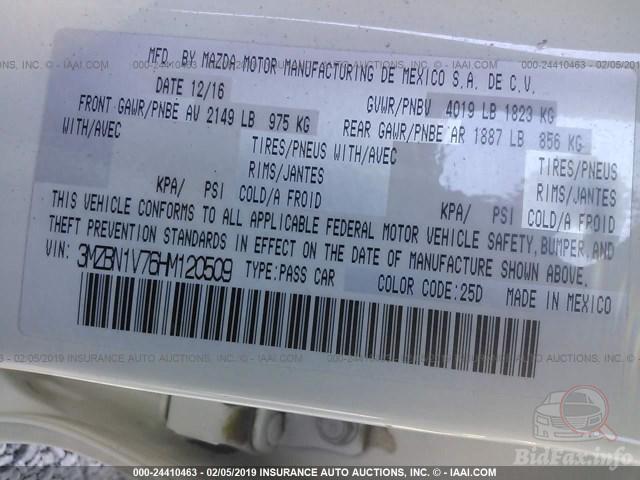 MFD. BY MAZDA MOTOR MANUFACTURING DE MEXICO S.A. DE C.V.
DATE 12/16 GVWR/PNBV 4019 LB 1823 KG
FRONT GAWR/PNBE AV 2149 LB 975 KG REAR GAWR/PNBE AR 1887 LB 856 KG
WITH/AVEC TIRES/PNEUS WITH/AVEC TIRES/PNEUS
RIMS/JANTES RIMS/JANTES
KPA/ PSI COLD/A FROID KPA/ PSI COLD/A FROID
THIS VEHICLE CONFORMS TO ALL APPLICABLE FEDERAL MOTOR VEHICLE SAFETY, BUMPER, AND
THEFT PREVENTION STANDARDS IN EFFECT ON THE DATE OF MANUFACTURE SHOWN ABOVE.
VIN: 3MZBN1V76HM120509 TYPE:PASS CAR COLOR CODE:25D MADE IN MEXICO
BidFax.info
000-24410463 - 02/05/2019 INSURANCE AUTO AUCTIONS, INC. - © IAAI.COM